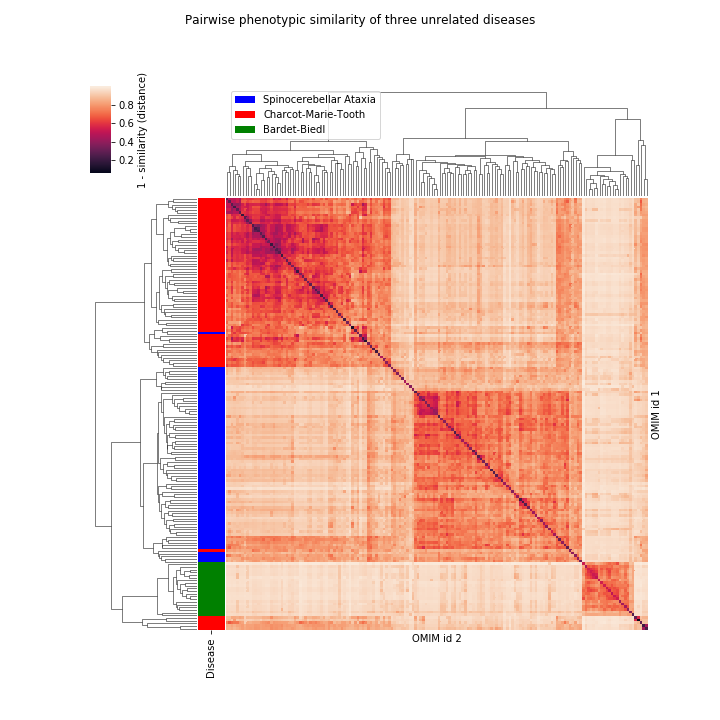 Pairwise phenotypic similarity of three unrelated diseases
0.8
0.6
0.4
0.2
1 - similarity (distance)
Spinocerebellar Ataxia
Charcot-Marie-Tooth
Bardet-Biedl
OMIM id 1
OMIM id 2
Disease